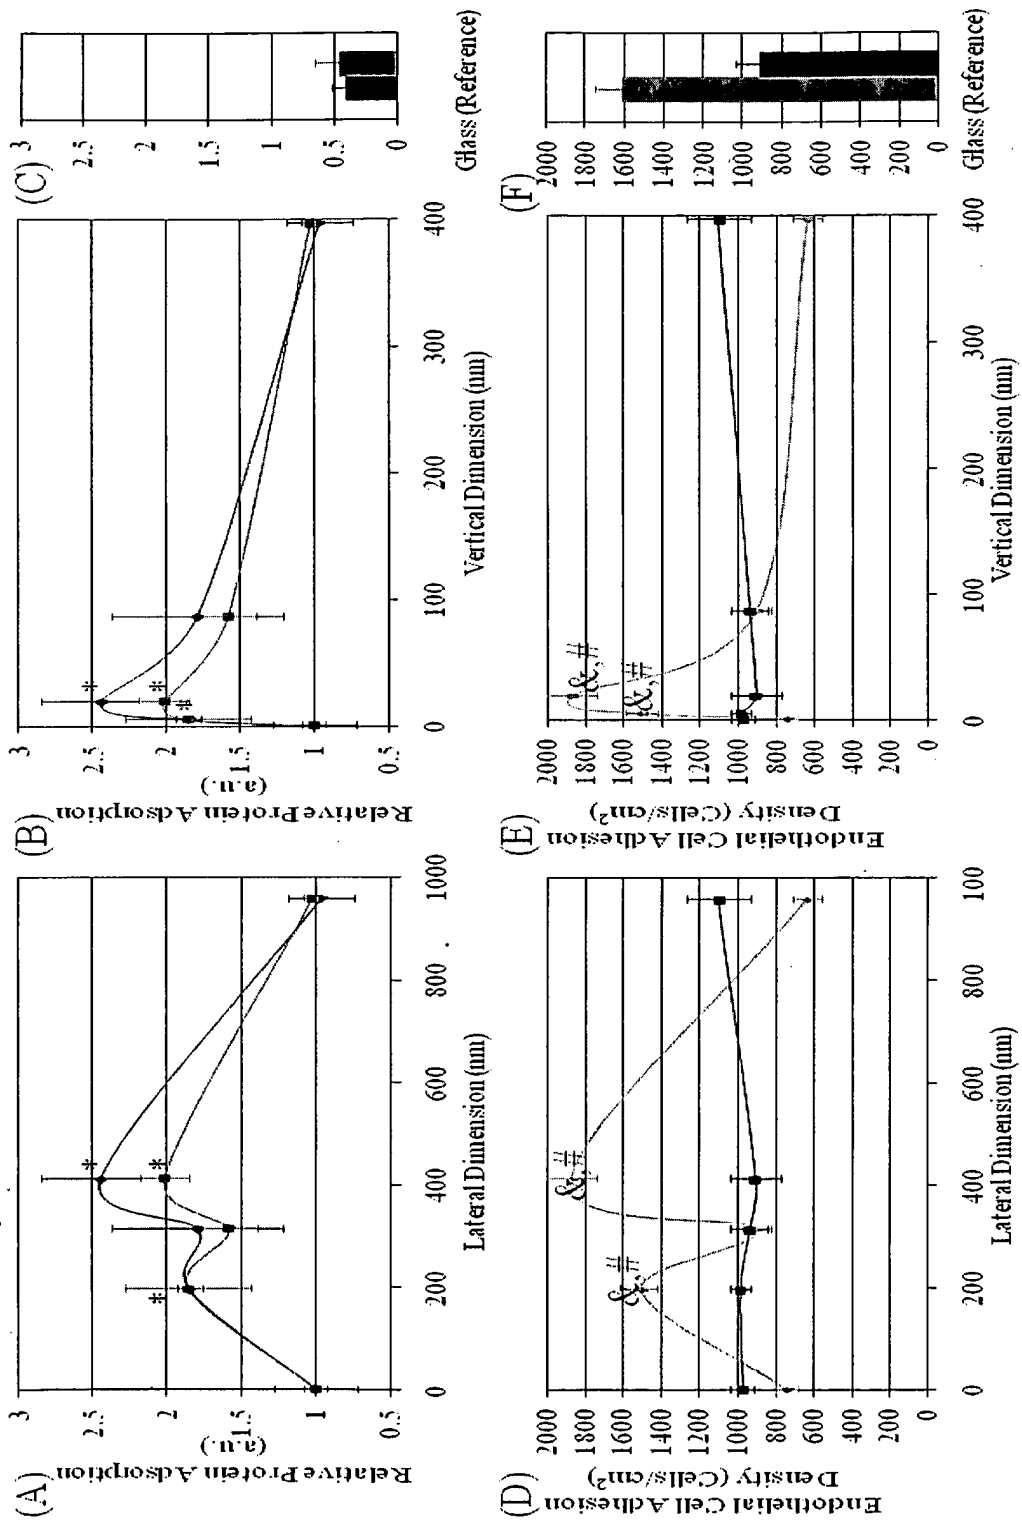 (A)
Relative Protein Adsorption
(a.u.)
3
2.5
2
1.5
1
0.5
*
*
*
0 200 400 600 800 1000
Lateral Dimension (nm)
(B)
Relative Protein Adsorption
(a.u.)
3
2.5
2
1.5
1
0.5
*
*
*
0 100 200 300 400
Vertical Dimension (nm)
(C)
3
2.5
2
1.5
1
0.5
0
Glass (Reference)
(D)
Endothelial Cell Adhesion
Density (Cells/cm²)
2000
1800
1600
1400
1200
1000
800
600
400
200
0
&,#
&,#
0 200 400 600 800 100
Lateral Dimension (nm)
(E)
Endothelial Cell Adhesion
Density (Cells/cm²)
2000
1800
1600
1400
1200
1000
800
600
400
200
0
&,#
&,#
0 100 200 300 400
Vertical Dimension (nm)
(F)
2000
1800
1600
1400
1200
1000
800
600
400
200
0
Glass (Reference)